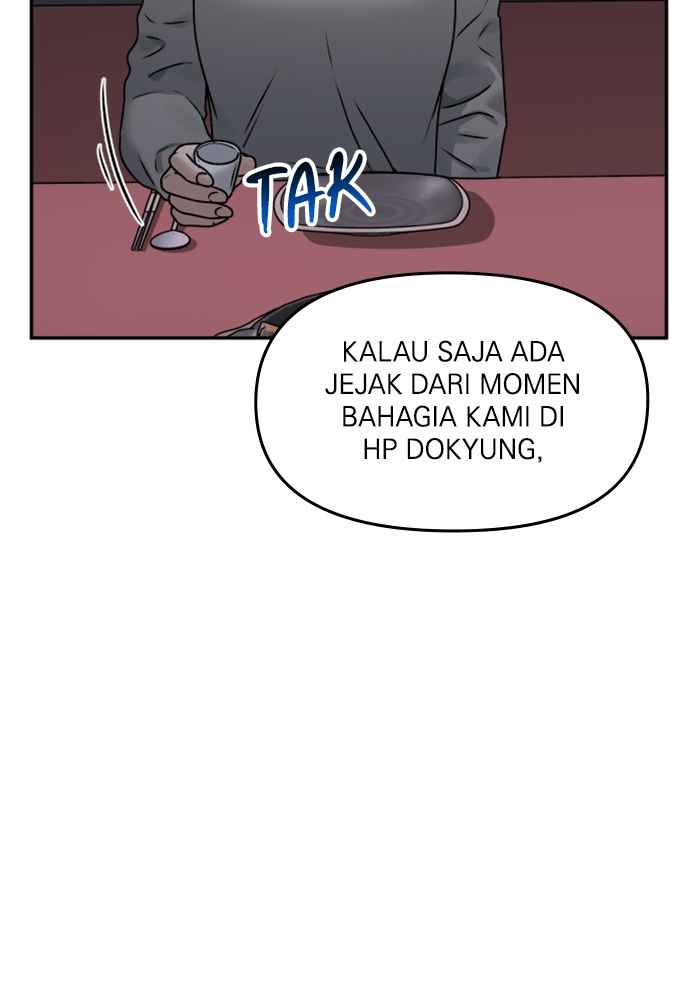 TAK
KALAU SAJA ADA
JEJAK DARI MOMEN
BAHAGIA KAMI DI
HP DOKYUNG,